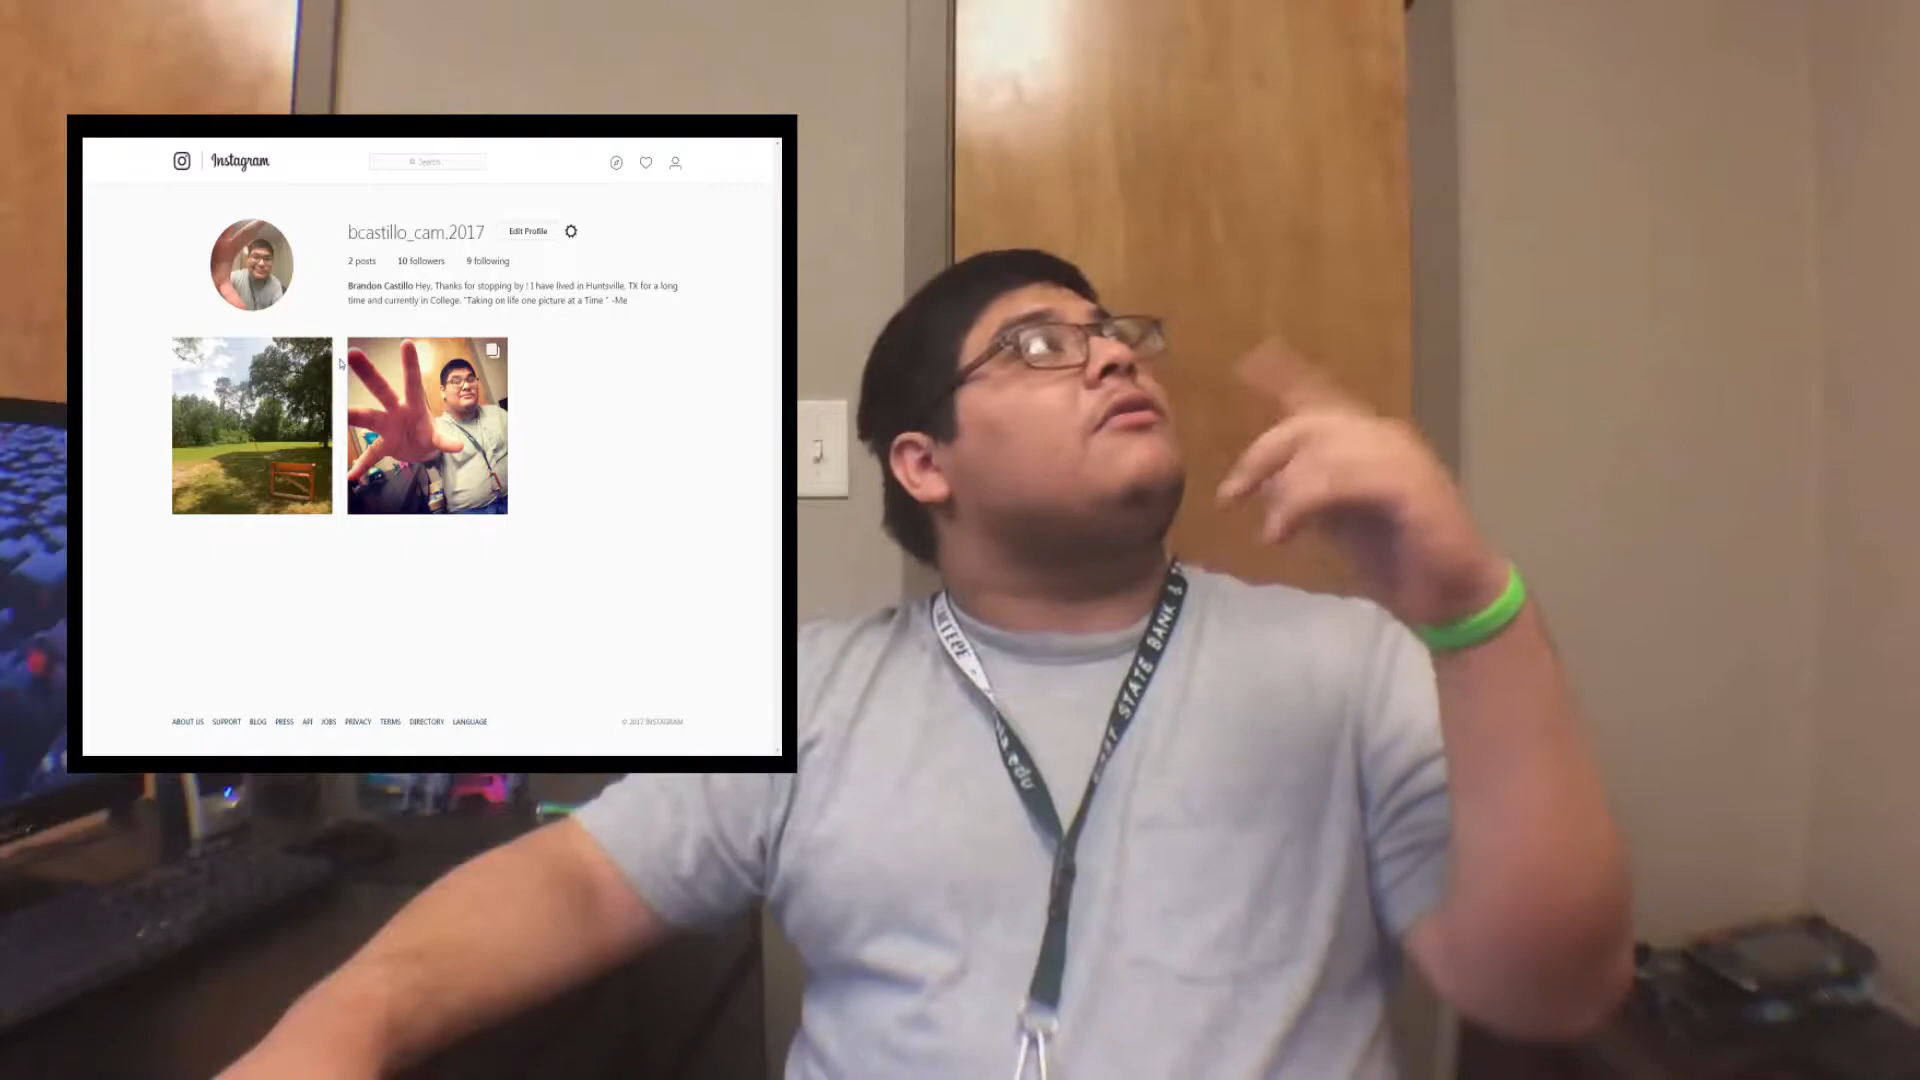 Instagram
Search
bcastillo_cam.2017
Edit Profile
2 posts
10 followers
9 following
Brandon Castillo Hey, Thanks for stopping by ! I have lived in Huntsville, TX for a long
time and currently in College. "Taking on life one picture at a Time " -Me
ABOUT US
SUPPORT
BLOG
PRESS
API
JOBS
PRIVACY
TERMS
DIRECTORY
LANGUAGE
© 2017 INSTAGRAM
STATE BANK &
.edu